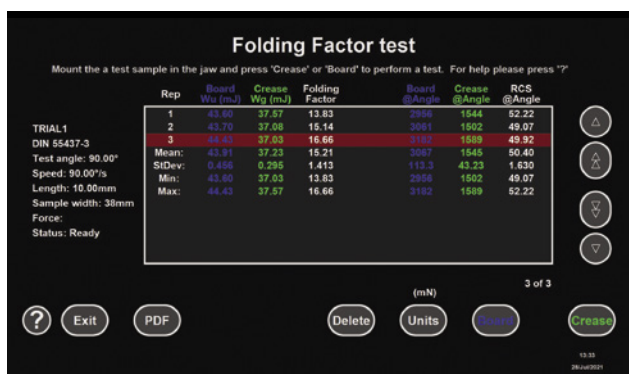 Folding Factor test
Mount the a test sample in the jaw and press 'Crease' or 'Board' to perform a test. For help please press '?'
Rep Board Wu (mJ) Crease Wg (mJ) Folding Factor Board @Angle Crease @Angle RCS @Angle
1 43.60 37.57 13.83 2956 1544 52.22
2 43.70 37.08 15.14 3061 1502 49.07
3 44.43 37.03 16.66 3182 1589 49.92
Mean: 43.91 37.23 15.21 3067 1545 50.40
StDev: 0.456 0.295 1.413 113.3 43.23 1.630
Min: 43.60 37.03 13.83 2956 1502 49.07
Max: 44.43 37.57 16.66 3182 1589 52.22
TRIAL1
DIN 55437-3
Test angle: 90.00°
Speed: 90.00°/s
Length: 10.00mm
Sample width: 38mm
Force:
Status: Ready
3 of 3
(mN)
? Exit PDF Delete Units Board Crease
13:33
28/Jul/2021